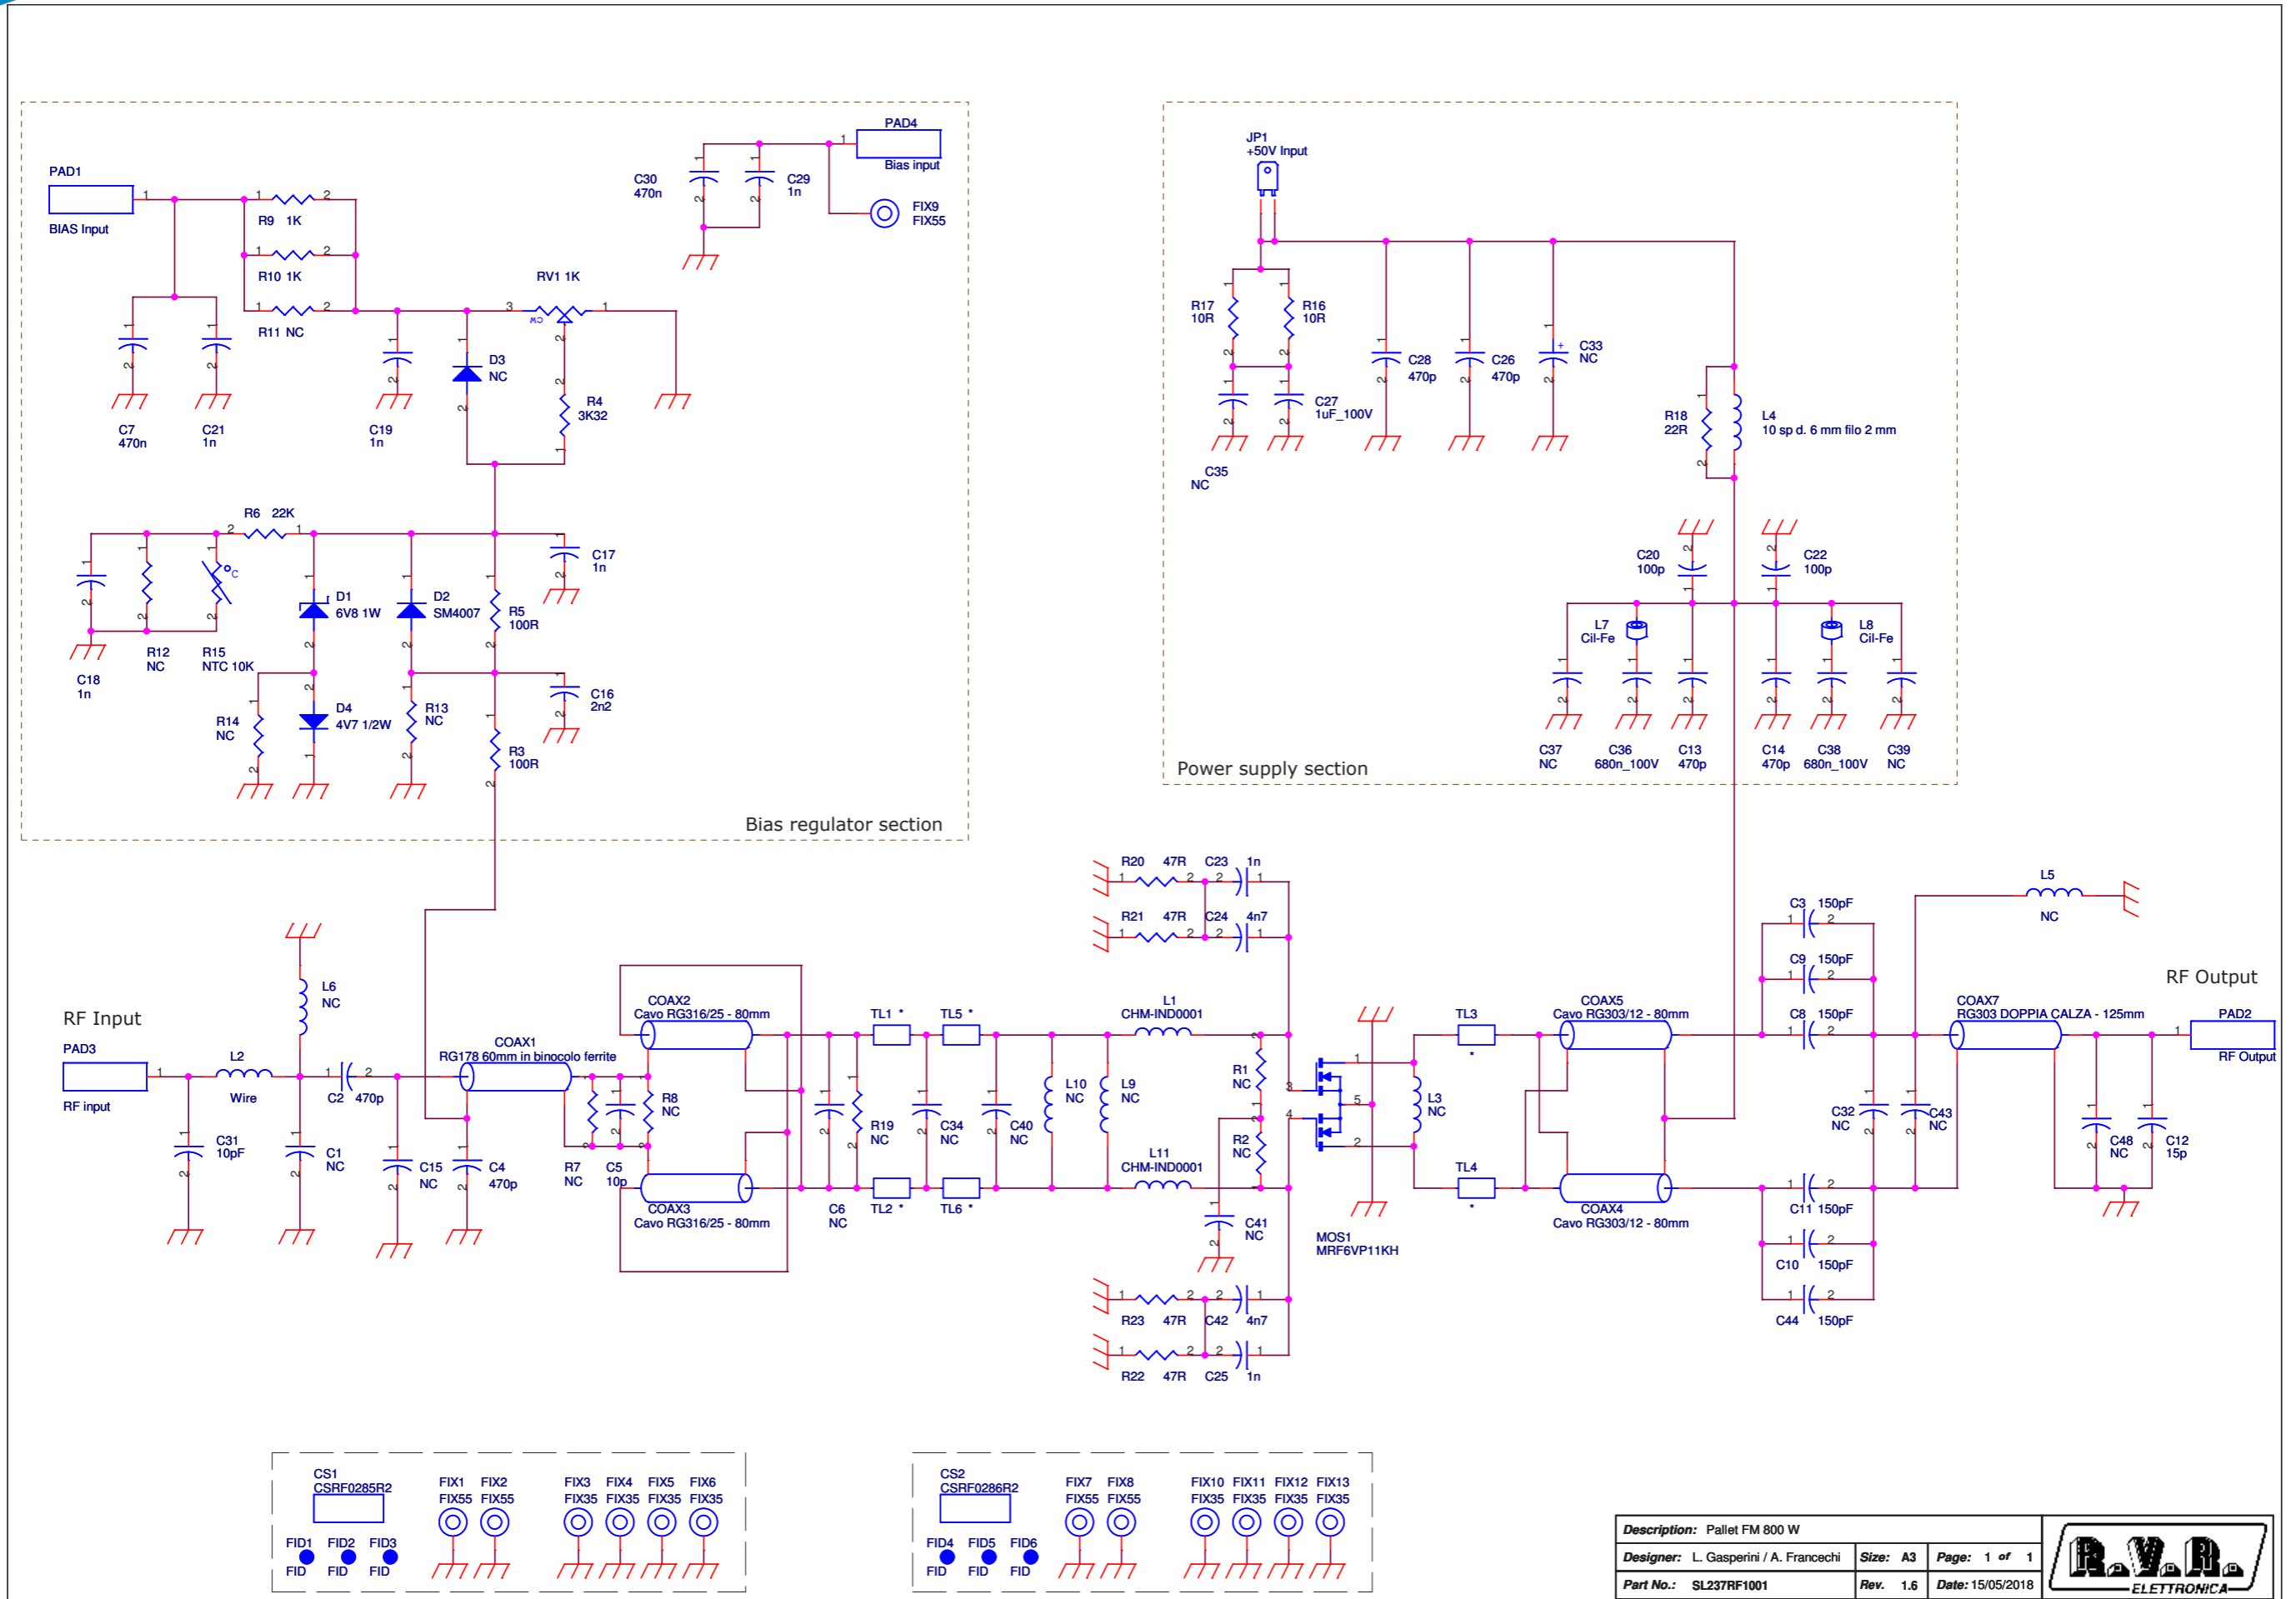 PAD1
BIAS Input
R9 1K
R10 1K
R11 NC
C7
470n
C21
1n
C19
1n
D3
NC
RV1 1K
CW
R4
3K32
C30
470n
C29
1n
PAD4
Bias input
FIX9
FIX55
R6 22K
C18
1n
R12
NC
R15
NTC 10K
°C
D1
6V8 1W
D2
SM4007
R5
100R
C17
1n
R14
NC
D4
4V7 1/2W
R13
NC
C16
2n2
R3
100R
Bias regulator section
JP1
+50V Input
R17
10R
R16
10R
C35
NC
C27
1uF_100V
C28
470p
C26
470p
C33
NC
R18
22R
L4
10 sp d. 6 mm filo 2 mm
C20
100p
C22
100p
L7
Cil-Fe
L8
Cil-Fe
C37
NC
C36
680n_100V
C13
470p
C14
470p
C38
680n_100V
C39
NC
Power supply section
RF Input
PAD3
RF input
L2
Wire
L6
NC
C31
10pF
C1
NC
C2 470p
C15
NC
C4
470p
COAX1
RG178 60mm in binocolo ferrite
R7
NC
C5
10p
R8
NC
COAX2
Cavo RG316/25 - 80mm
COAX3
Cavo RG316/25 - 80mm
C6
NC
R19
NC
TL1 *
TL2 *
C34
NC
TL5 *
TL6 *
C40
NC
L10
NC
L9
NC
L1
CHM-IND0001
L11
CHM-IND0001
R20 47R C23 1n
R21 47R C24 4n7
R1
NC
R2
NC
C41
NC
R23 47R C42 4n7
R22 47R C25 1n
MOS1
MRF6VP11KH
L3
NC
TL3
*
TL4
*
COAX5
Cavo RG303/12 - 80mm
COAX4
Cavo RG303/12 - 80mm
C3 150pF
C9 150pF
C8 150pF
C11 150pF
C10 150pF
C44 150pF
C32
NC
C43
NC
L5
NC
COAX7
RG303 DOPPIA CALZA - 125mm
C48
NC
C12
15p
RF Output
PAD2
RF Output
CS1
CSRF0285R2
FID1 FID2 FID3
FID FID FID
FIX1 FIX2 FIX3 FIX4 FIX5 FIX6
FIX55 FIX55 FIX35 FIX35 FIX35 FIX35
CS2
CSRF0286R2
FID4 FID5 FID6
FID FID FID
FIX7 FIX8 FIX10 FIX11 FIX12 FIX13
FIX55 FIX55 FIX35 FIX35 FIX35 FIX35
Description: Pallet FM 800 W
Designer: L. Gasperini / A. Francechi Size: A3 Page: 1 of 1
Part No.: SL237RF1001 Rev. 1.6 Date: 15/05/2018
R.V.R.
ELETTRONICA